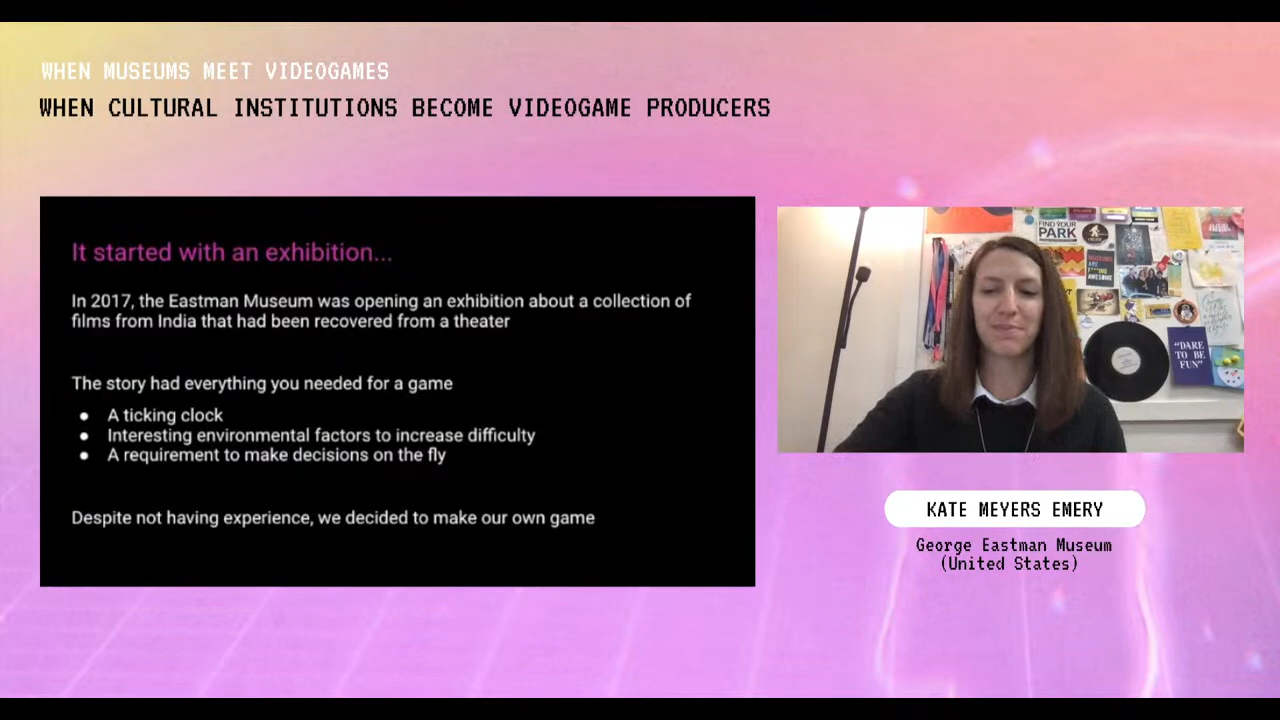 WHEN MUSEUMS MEET VIDEOGAMES
WHEN CULTURAL INSTITUTIONS BECOME VIDEOGAME PRODUCERS
It started with an exhibition...
In 2017, the Eastman Museum was opening an exhibition about a collection of
films from India that had been recovered from a theater
The story had everything you needed for a game
● A ticking clock
● Interesting environmental factors to increase difficulty
● A requirement to make decisions on the fly
Despite not having experience, we decided to make our own game
FIND YOUR
PARK
MUSEUMS
ARE
F***ING
AWESOME
"DARE
TO BE
FUN"
KATE MEYERS EMERY
George Eastman Museum
(United States)